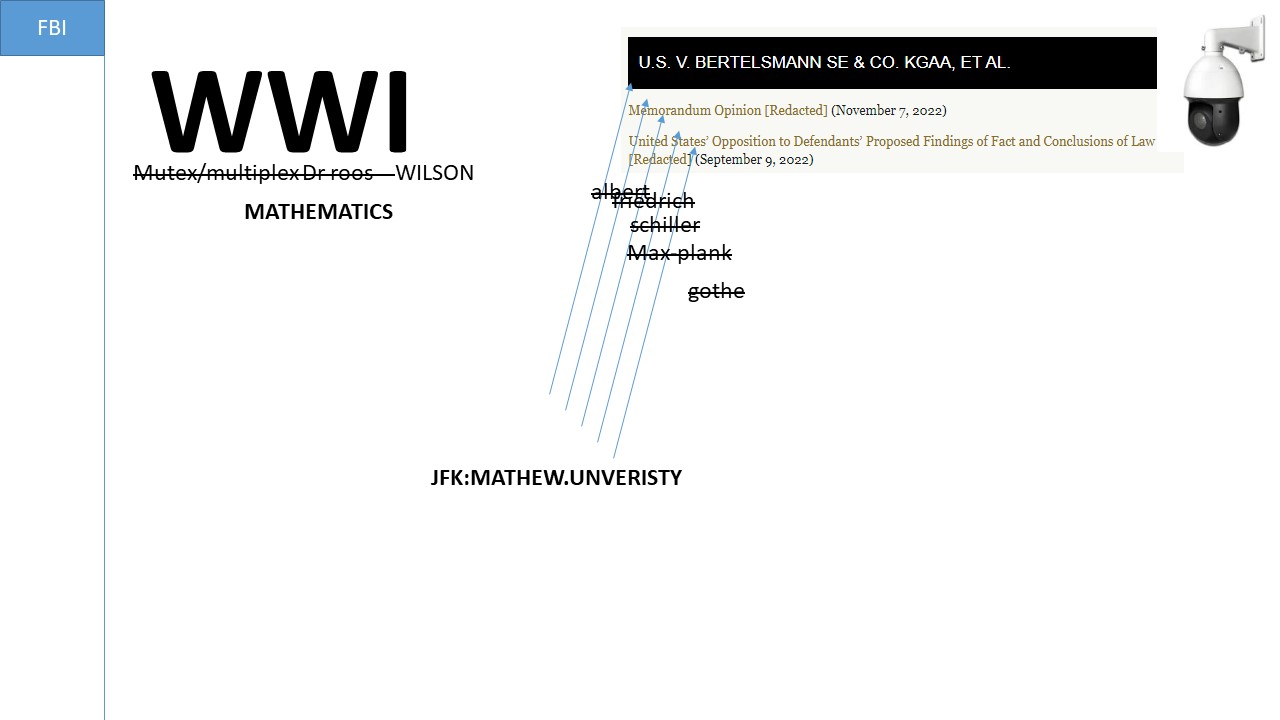 FBI
WWI
Mutex/multiplex Dr roos WILSON
MATHEMATICS
U.S. V. BERTELSMANN SE & CO. KGAA, ET AL.
Memorandum Opinion [Redacted] (November 7, 2022)
United States’ Opposition to Defendants’ Proposed Findings of Fact and Conclusions of Law
[Redacted] (September 9, 2022)
albert
friedrich
schiller
Max-plank
gothe
JFK:MATHEW.UNVERISTY